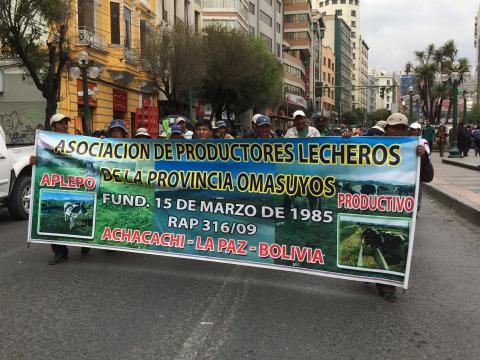 ASOCIACION DE PRODUCTORES LECHEROS
DE LA PROVINCIA OMASUYOS
APLEPO
PRODUCTIVO
FUND. 15 DE MARZO DE 1985
RAP 316/09
ACHACACHI - LA PAZ - BOLIVIA